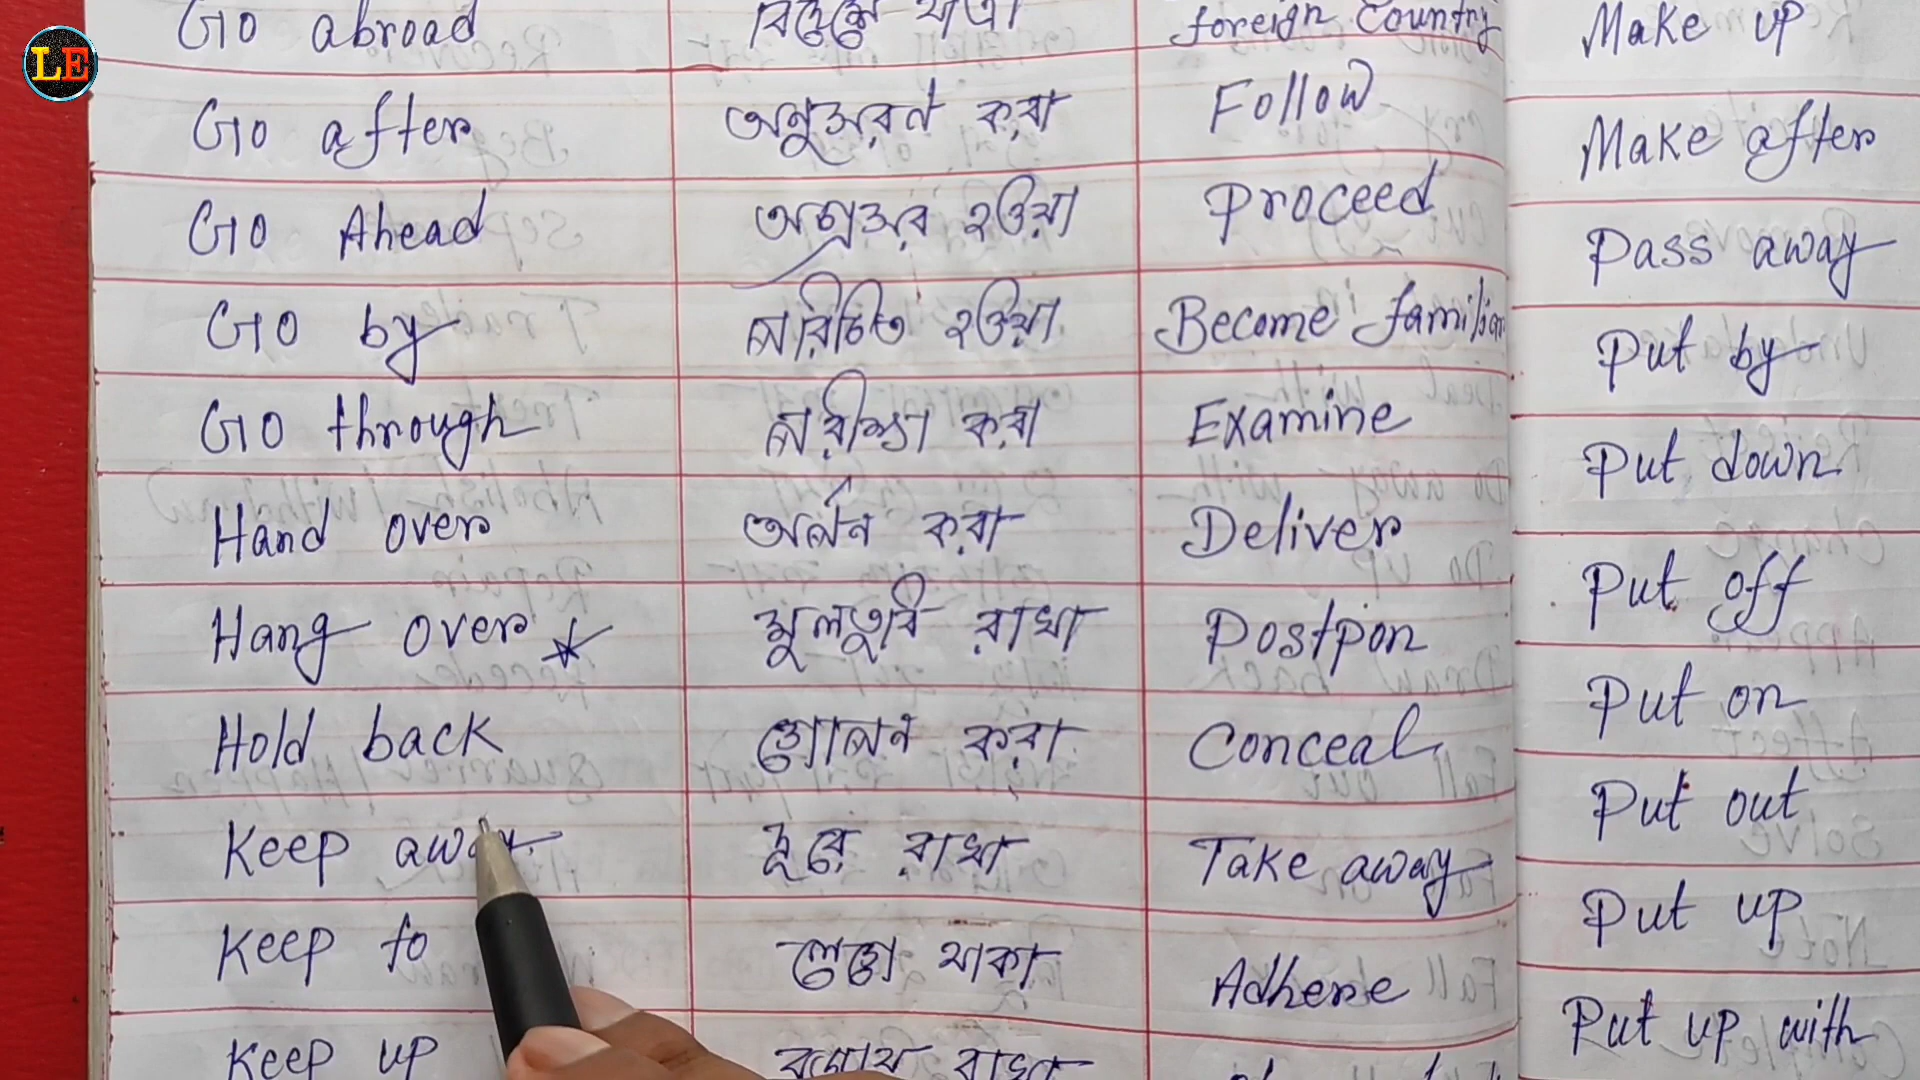 LE
Go abroad বিদেশে যাত্রা foreign country
Go after অনুসরন করা Follow
Go Ahead অগ্রসর হওয়া Proceed
Go by পরিচিত হওয়া Become familiar
Go through পরীক্ষা করা Examine
Hand over অর্পন করা Deliver
Hang over মুলতুবি রাখা Postpon
Hold back গোপন করা Conceal
Keep away দূরে রাখা Take away
Keep to লেগে থাকা Adhere
Keep up বজায় রাখা
Make up
Make after
Pass away
Put by
Put down
Put off
Put on
Put out
Put up
Put up with